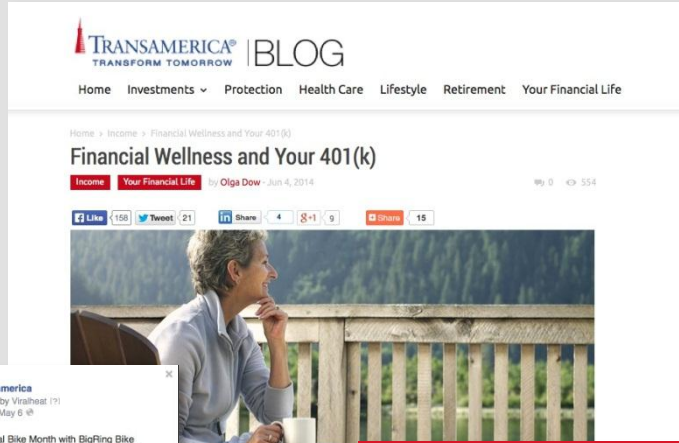 TRANSAMERICA® BLOG
TRANSFORM TOMORROW
Home Investments Protection Health Care Lifestyle Retirement Your Financial Life
Home > Income > Financial Wellness and Your 401(k)
Financial Wellness and Your 401(k)
Income Your Financial Life by Olga Dow - Jun 4, 2014 0 554
Like 158 Tweet 21 in Share 4 8+1 9 Share 15
merica
by Viralheat [?]
May 6
al Bike Month with BigRing Bike